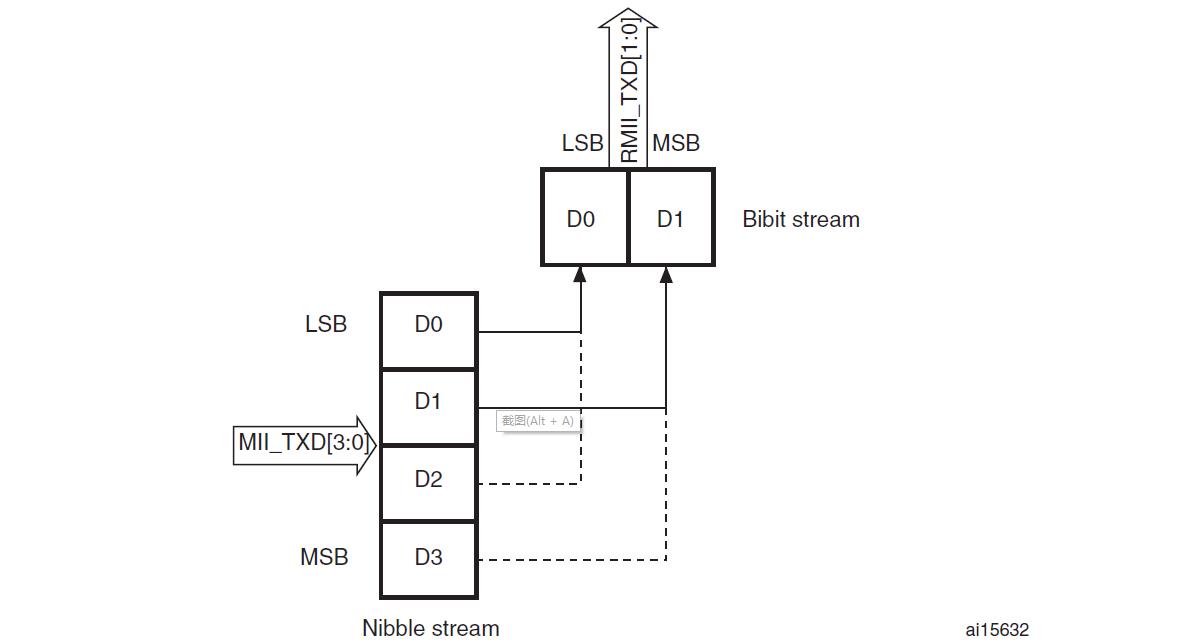 RMII_TXD[1:0]
LSB MSB
D0 D1 Bibit stream
LSB D0
D1
截图(Alt + A)
MII_TXD[3:0]
D2
MSB D3
Nibble stream
ai15632